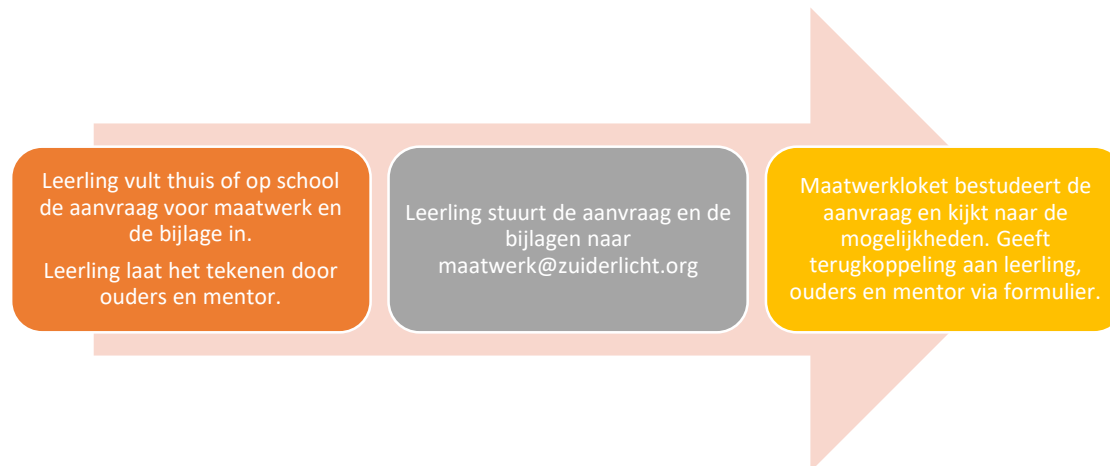 Leerling vult thuis of op school
de aanvraag voor maatwerk en
de bijlage in.
Leerling laat het tekenen door
ouders en mentor.
Leerling stuurt de aanvraag en de
bijlagen naar
maatwerk@zuiderlicht.org
Maatwerkloket bestudeert de
aanvraag en kijkt naar de
mogelijkheden. Geeft
terugkoppeling aan leerling,
ouders en mentor via formulier.